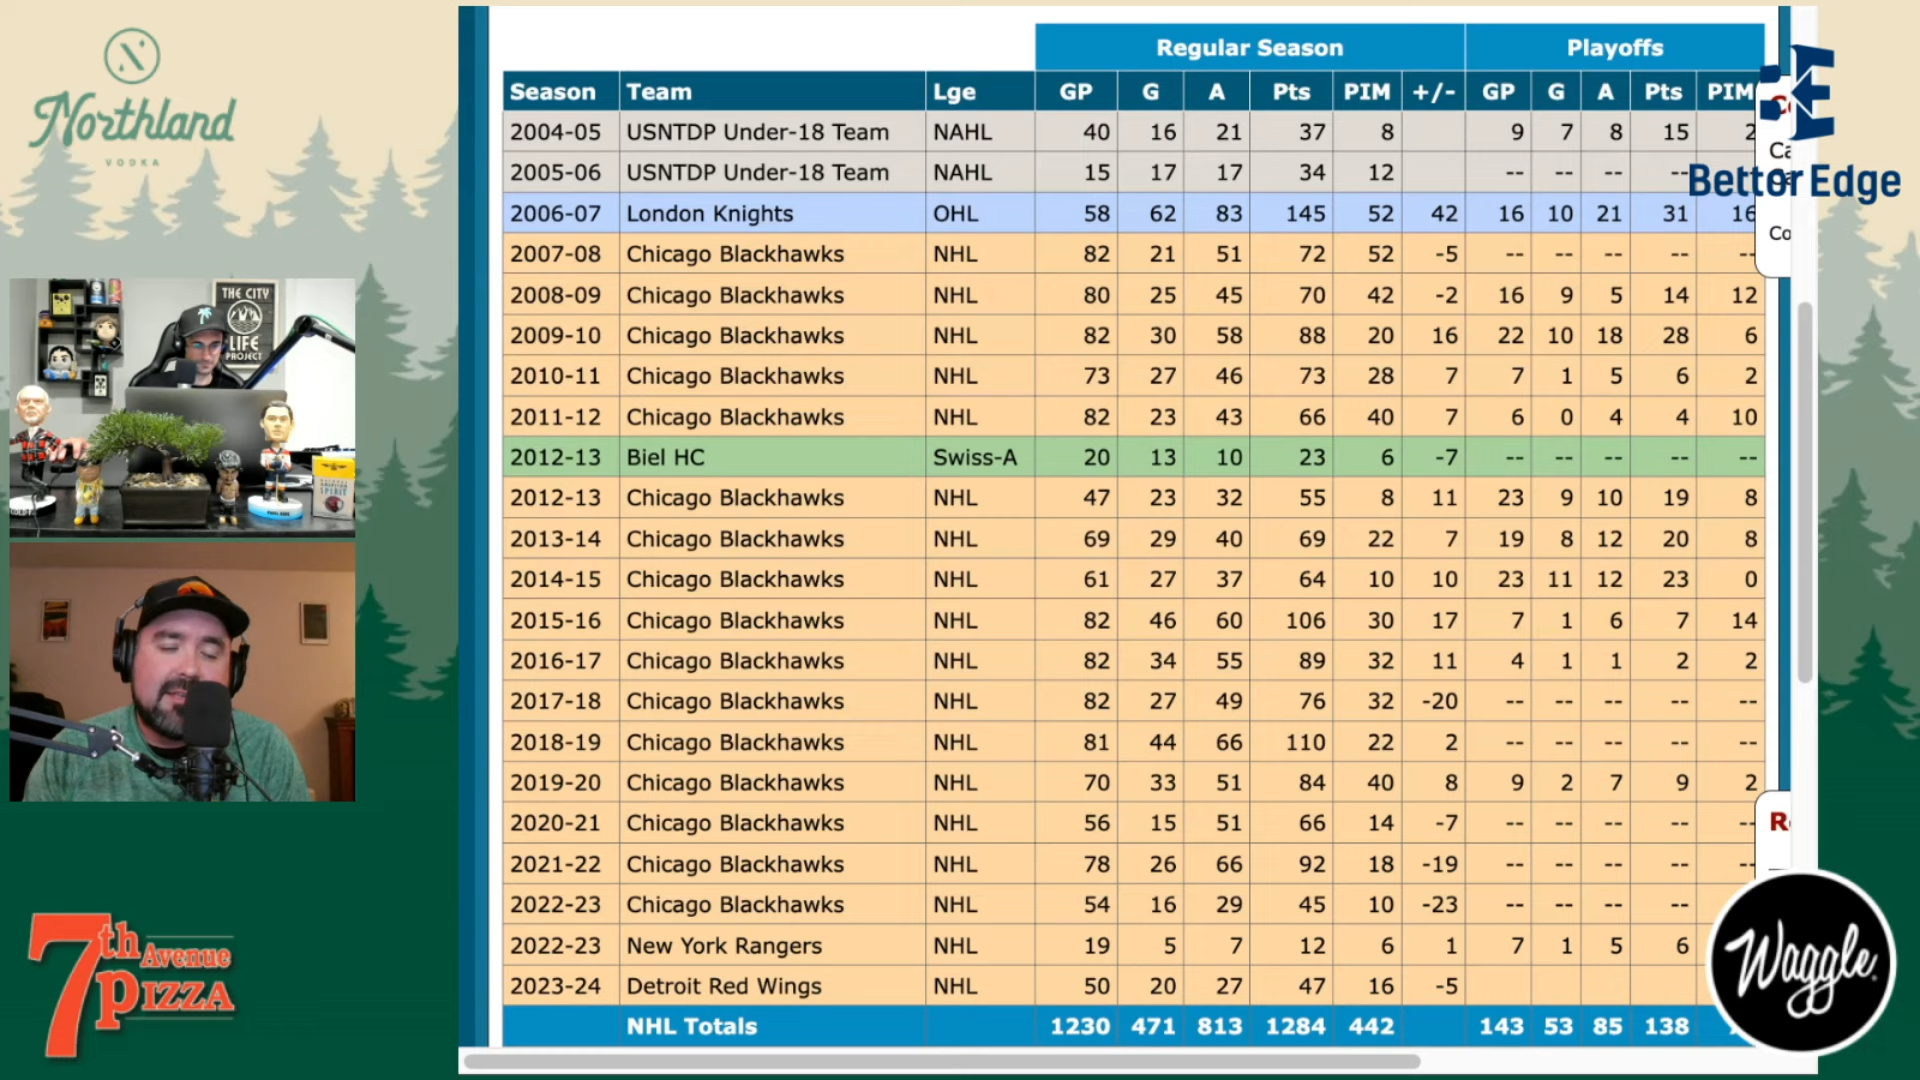 Northland
VODKA
THE CITY
LIFE
PROJECT
7th Avenue
PIZZA
Regular Season Playoffs
Season Team Lge GP G A Pts PIM +/- GP G A Pts PIM
2004-05 USNTDP Under-18 Team NAHL 40 16 21 37 8 9 7 8 15 2
2005-06 USNTDP Under-18 Team NAHL 15 17 17 34 12 -- -- -- --
2006-07 London Knights OHL 58 62 83 145 52 42 16 10 21 31 16
2007-08 Chicago Blackhawks NHL 82 21 51 72 52 -5 -- -- -- -- --
2008-09 Chicago Blackhawks NHL 80 25 45 70 42 -2 16 9 5 14 12
2009-10 Chicago Blackhawks NHL 82 30 58 88 20 16 22 10 18 28 6
2010-11 Chicago Blackhawks NHL 73 27 46 73 28 7 7 1 5 6 2
2011-12 Chicago Blackhawks NHL 82 23 43 66 40 7 6 0 4 4 10
2012-13 Biel HC Swiss-A 20 13 10 23 6 -7 -- -- -- -- --
2012-13 Chicago Blackhawks NHL 47 23 32 55 8 11 23 9 10 19 8
2013-14 Chicago Blackhawks NHL 69 29 40 69 22 7 19 8 12 20 8
2014-15 Chicago Blackhawks NHL 61 27 37 64 10 10 23 11 12 23 0
2015-16 Chicago Blackhawks NHL 82 46 60 106 30 17 7 1 6 7 14
2016-17 Chicago Blackhawks NHL 82 34 55 89 32 11 4 1 1 2 2
2017-18 Chicago Blackhawks NHL 82 27 49 76 32 -20 -- -- -- -- --
2018-19 Chicago Blackhawks NHL 81 44 66 110 22 2 -- -- -- -- --
2019-20 Chicago Blackhawks NHL 70 33 51 84 40 8 9 2 7 9 2
2020-21 Chicago Blackhawks NHL 56 15 51 66 14 -7 -- -- -- -- --
2021-22 Chicago Blackhawks NHL 78 26 66 92 18 -19 -- -- -- -- --
2022-23 Chicago Blackhawks NHL 54 16 29 45 10 -23 -- -- -- --
2022-23 New York Rangers NHL 19 5 7 12 6 1 7 1 5 6
2023-24 Detroit Red Wings NHL 50 20 27 47 16 -5
NHL Totals 1230 471 813 1284 442 143 53 85 138
Ca
Co
BettorEdge
Waggle